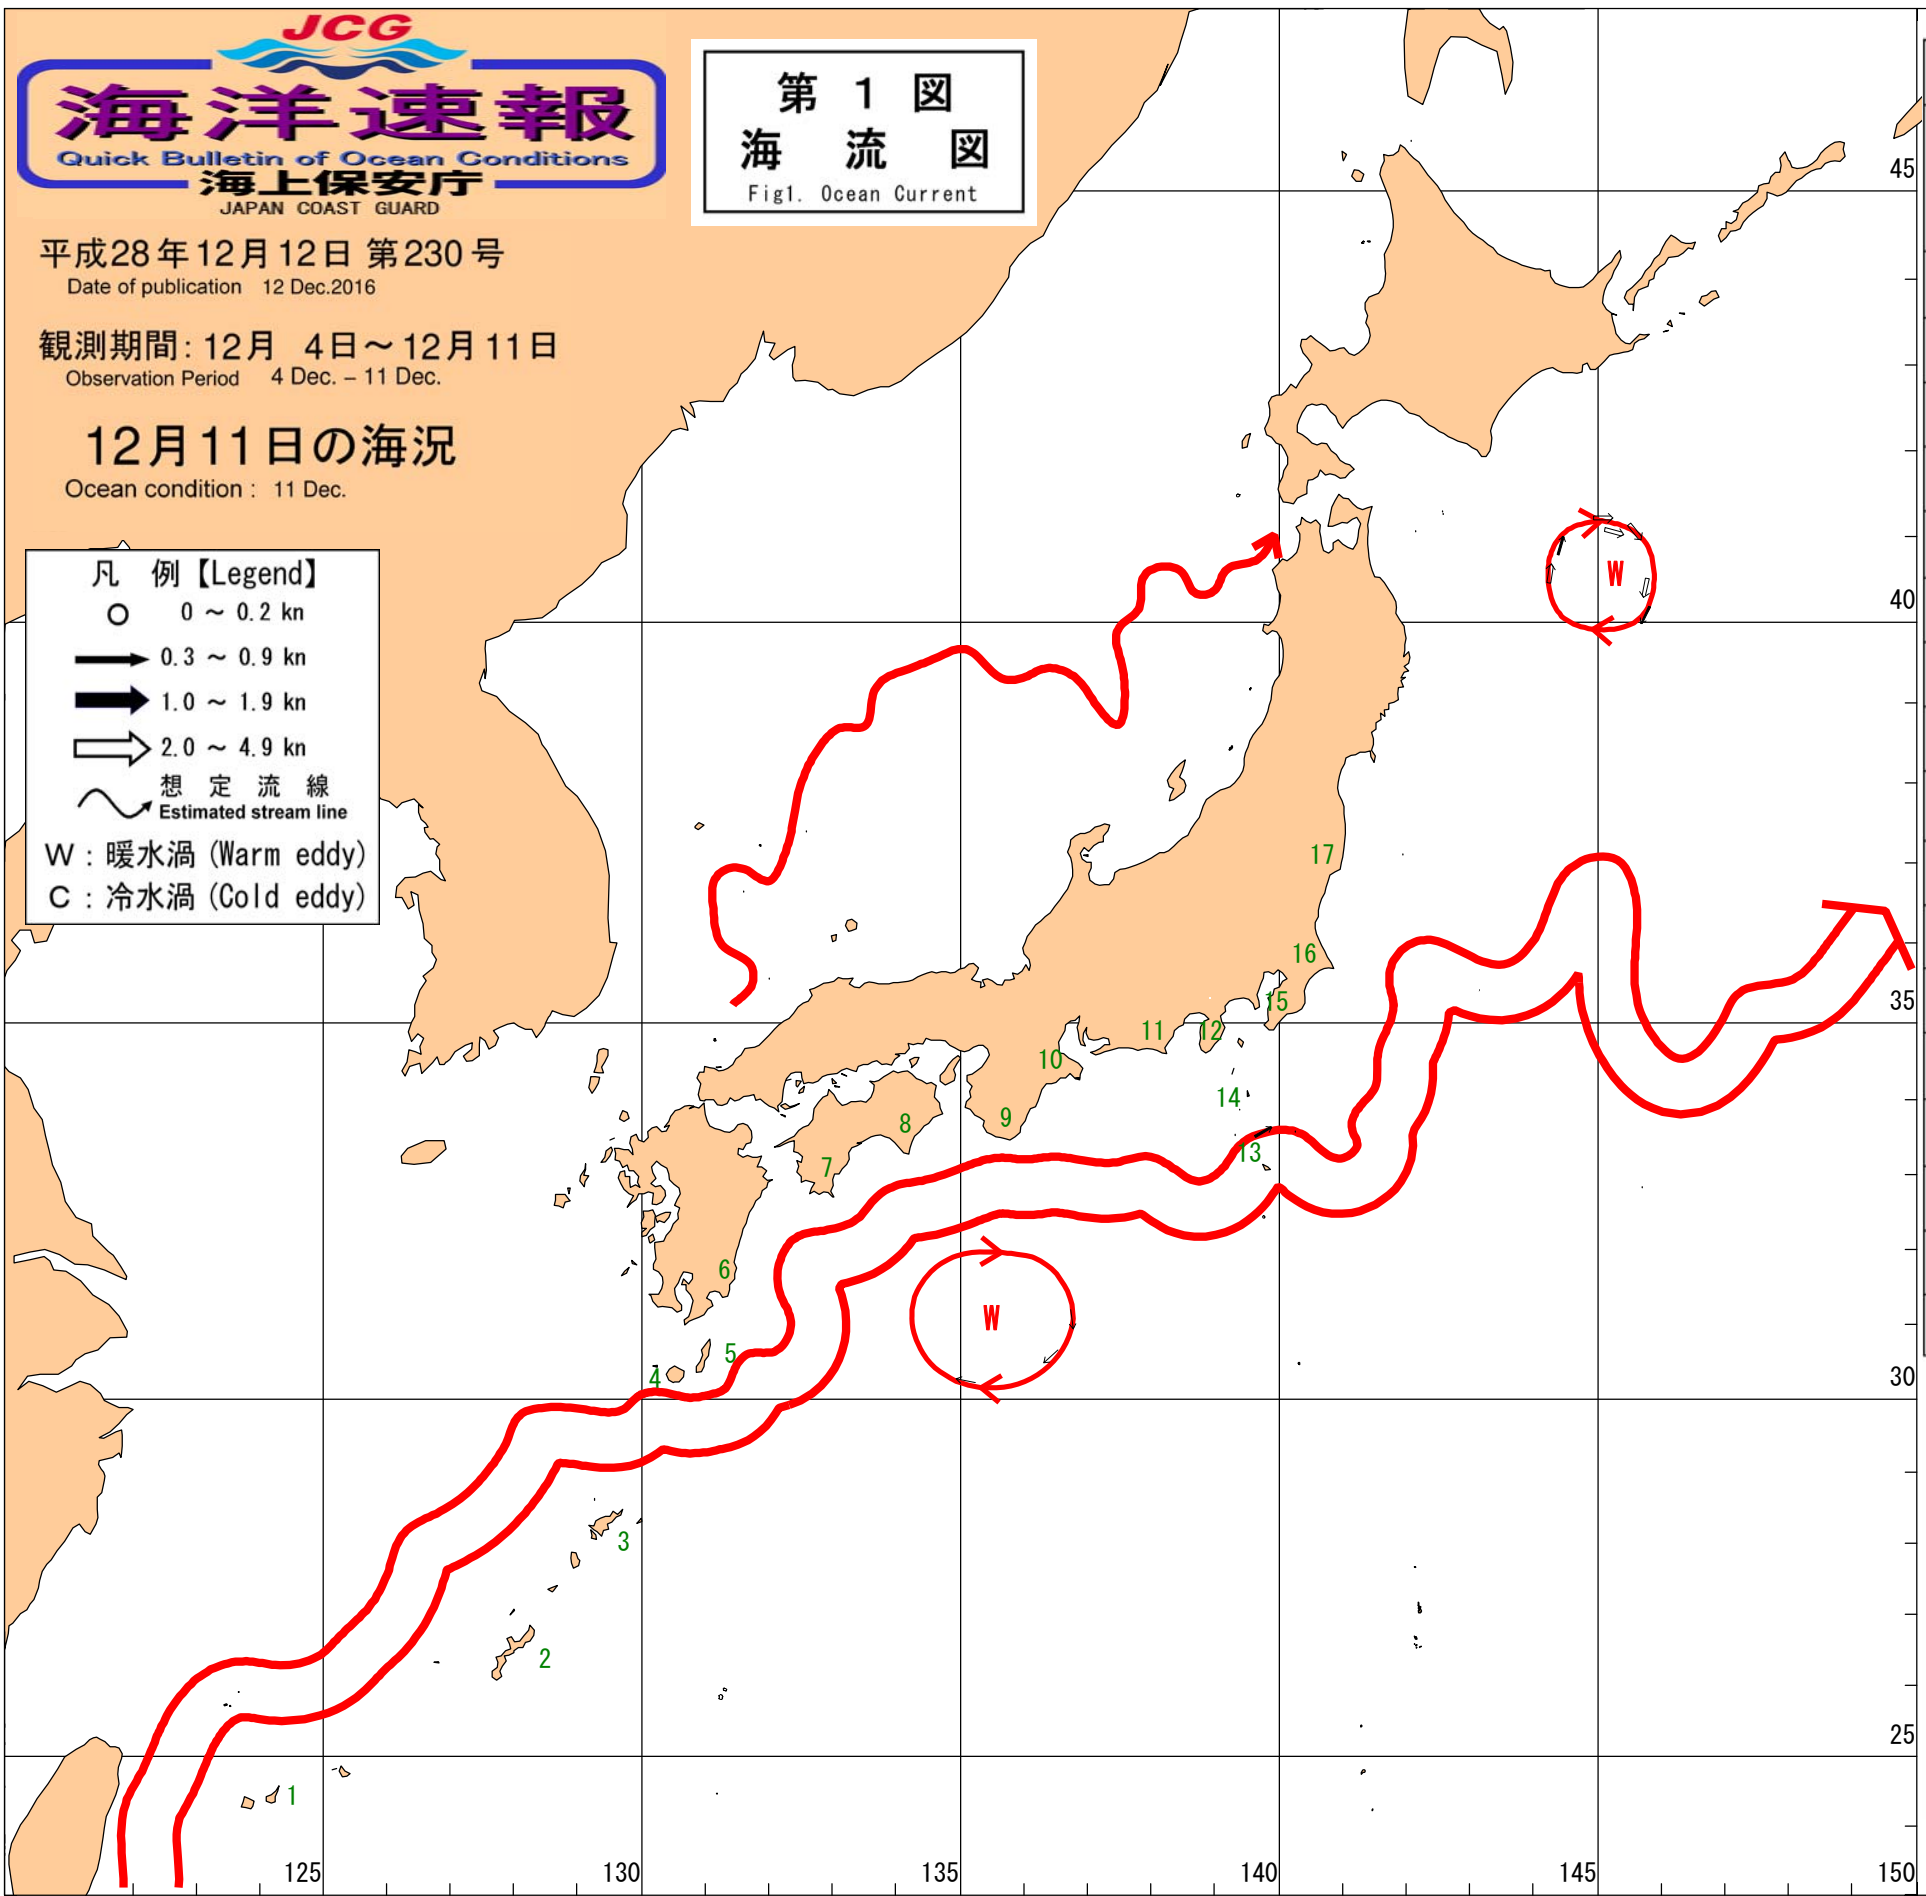 JCG
海洋速報
Quick Bulletin of Ocean Conditions
海上保安庁
JAPAN COAST GUARD
第 1 図
海 流 図
Fig1. Ocean Current
平成28年12月12日 第230号
Date of publication 12 Dec.2016
観測期間: 12月 4日~12月11日
Observation Period 4 Dec. – 11 Dec.
12月11日の海況
Ocean condition : 11 Dec.
凡 例【Legend】
0 ~ 0.2 kn
0.3 ~ 0.9 kn
1.0 ~ 1.9 kn
2.0 ~ 4.9 kn
想 定 流 線
Estimated stream line
W : 暖水渦 (Warm eddy)
C : 冷水渦 (Cold eddy)
45
W
40
17
16
35
15
12
11
10
14
9
8
13
7
6
W
5
4
30
3
2
25
1
125
130
135
140
145
150